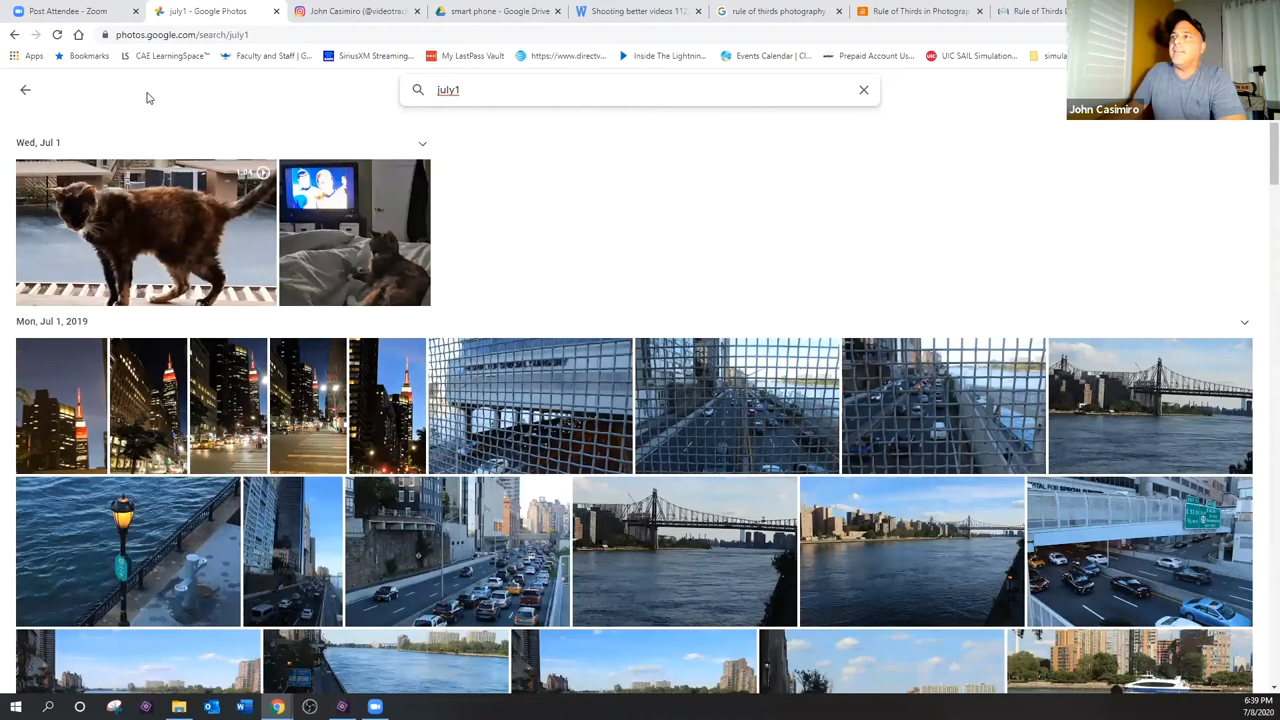 Post Attendee - Zoom
july1 - Google Photos
John Casimiro (@videotrac
smart phone - Google Drive
Shooting better videos 112
rule of thirds photography
Rule of Thirds in Photograp
Rule of Thirds
photos.google.com/search/july1
Apps
Bookmarks
CAE LearningSpace™
Faculty and Staff | G...
SiriusXM Streaming...
My LastPass Vault
https://www.directv...
Inside The Lightnin...
Events Calendar | Cl...
Prepaid Account Us...
UIC SAIL Simulation...
simula
John Casimiro
july1
Wed, Jul 1
1:04
Mon, Jul 1, 2019
6:39 PM
7/8/2020